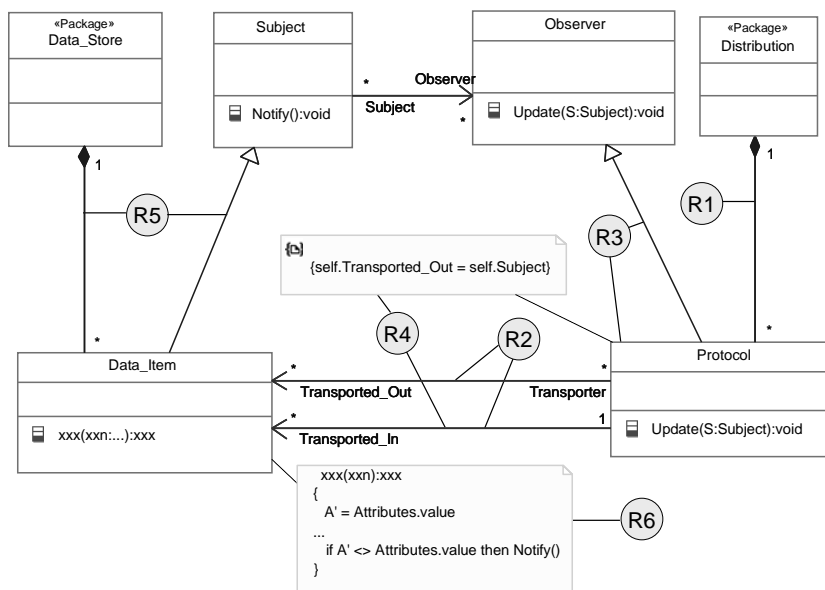 «Package»
Data_Store
Subject
Notify():void
Observer
Update(S:Subject):void
«Package»
Distribution
*
Observer
Subject
*
1
1
R5
R1
R3
{self.Transported_Out = self.Subject}
R4
R2
*
*
Data_Item
xxx(xxn:...):xxx
*
Transported_Out
*
Transported_In
*
Transporter
1
Protocol
Update(S:Subject):void
xxx(xxn):xxx
{
A' = Attributes.value
...
if A' <> Attributes.value then Notify()
}
R6